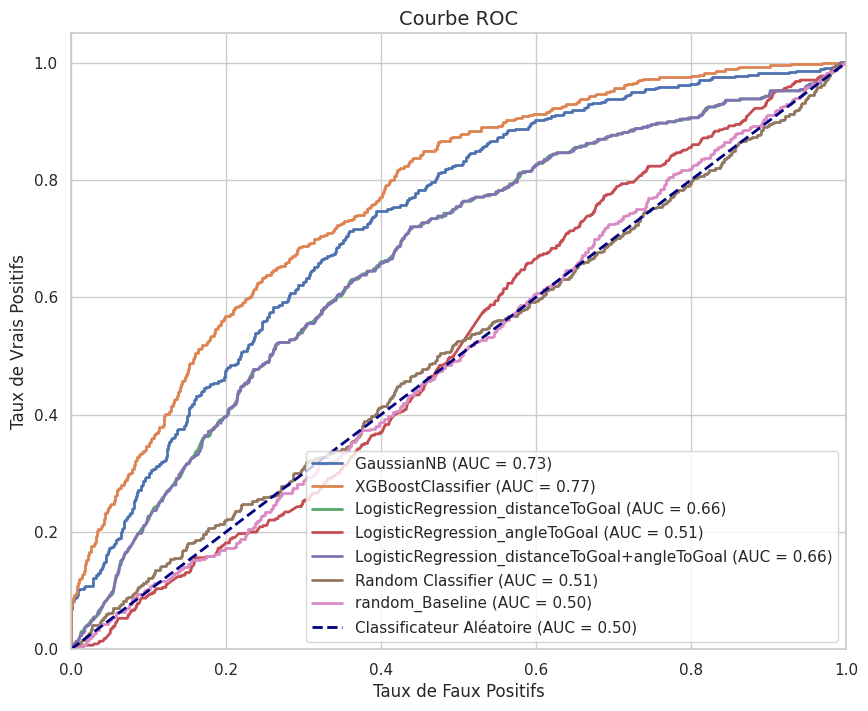 Courbe ROC
Taux de Vrais Positifs
1.0
0.8
0.6
0.4
0.2
0.0
GaussianNB (AUC = 0.73)
XGBoostClassifier (AUC = 0.77)
LogisticRegression_distanceToGoal (AUC = 0.66)
LogisticRegression_angleToGoal (AUC = 0.51)
LogisticRegression_distanceToGoal+angleToGoal (AUC = 0.66)
Random Classifier (AUC = 0.51)
random_Baseline (AUC = 0.50)
Classificateur Aléatoire (AUC = 0.50)
0.0 0.2 0.4 0.6 0.8 1.0
Taux de Faux Positifs